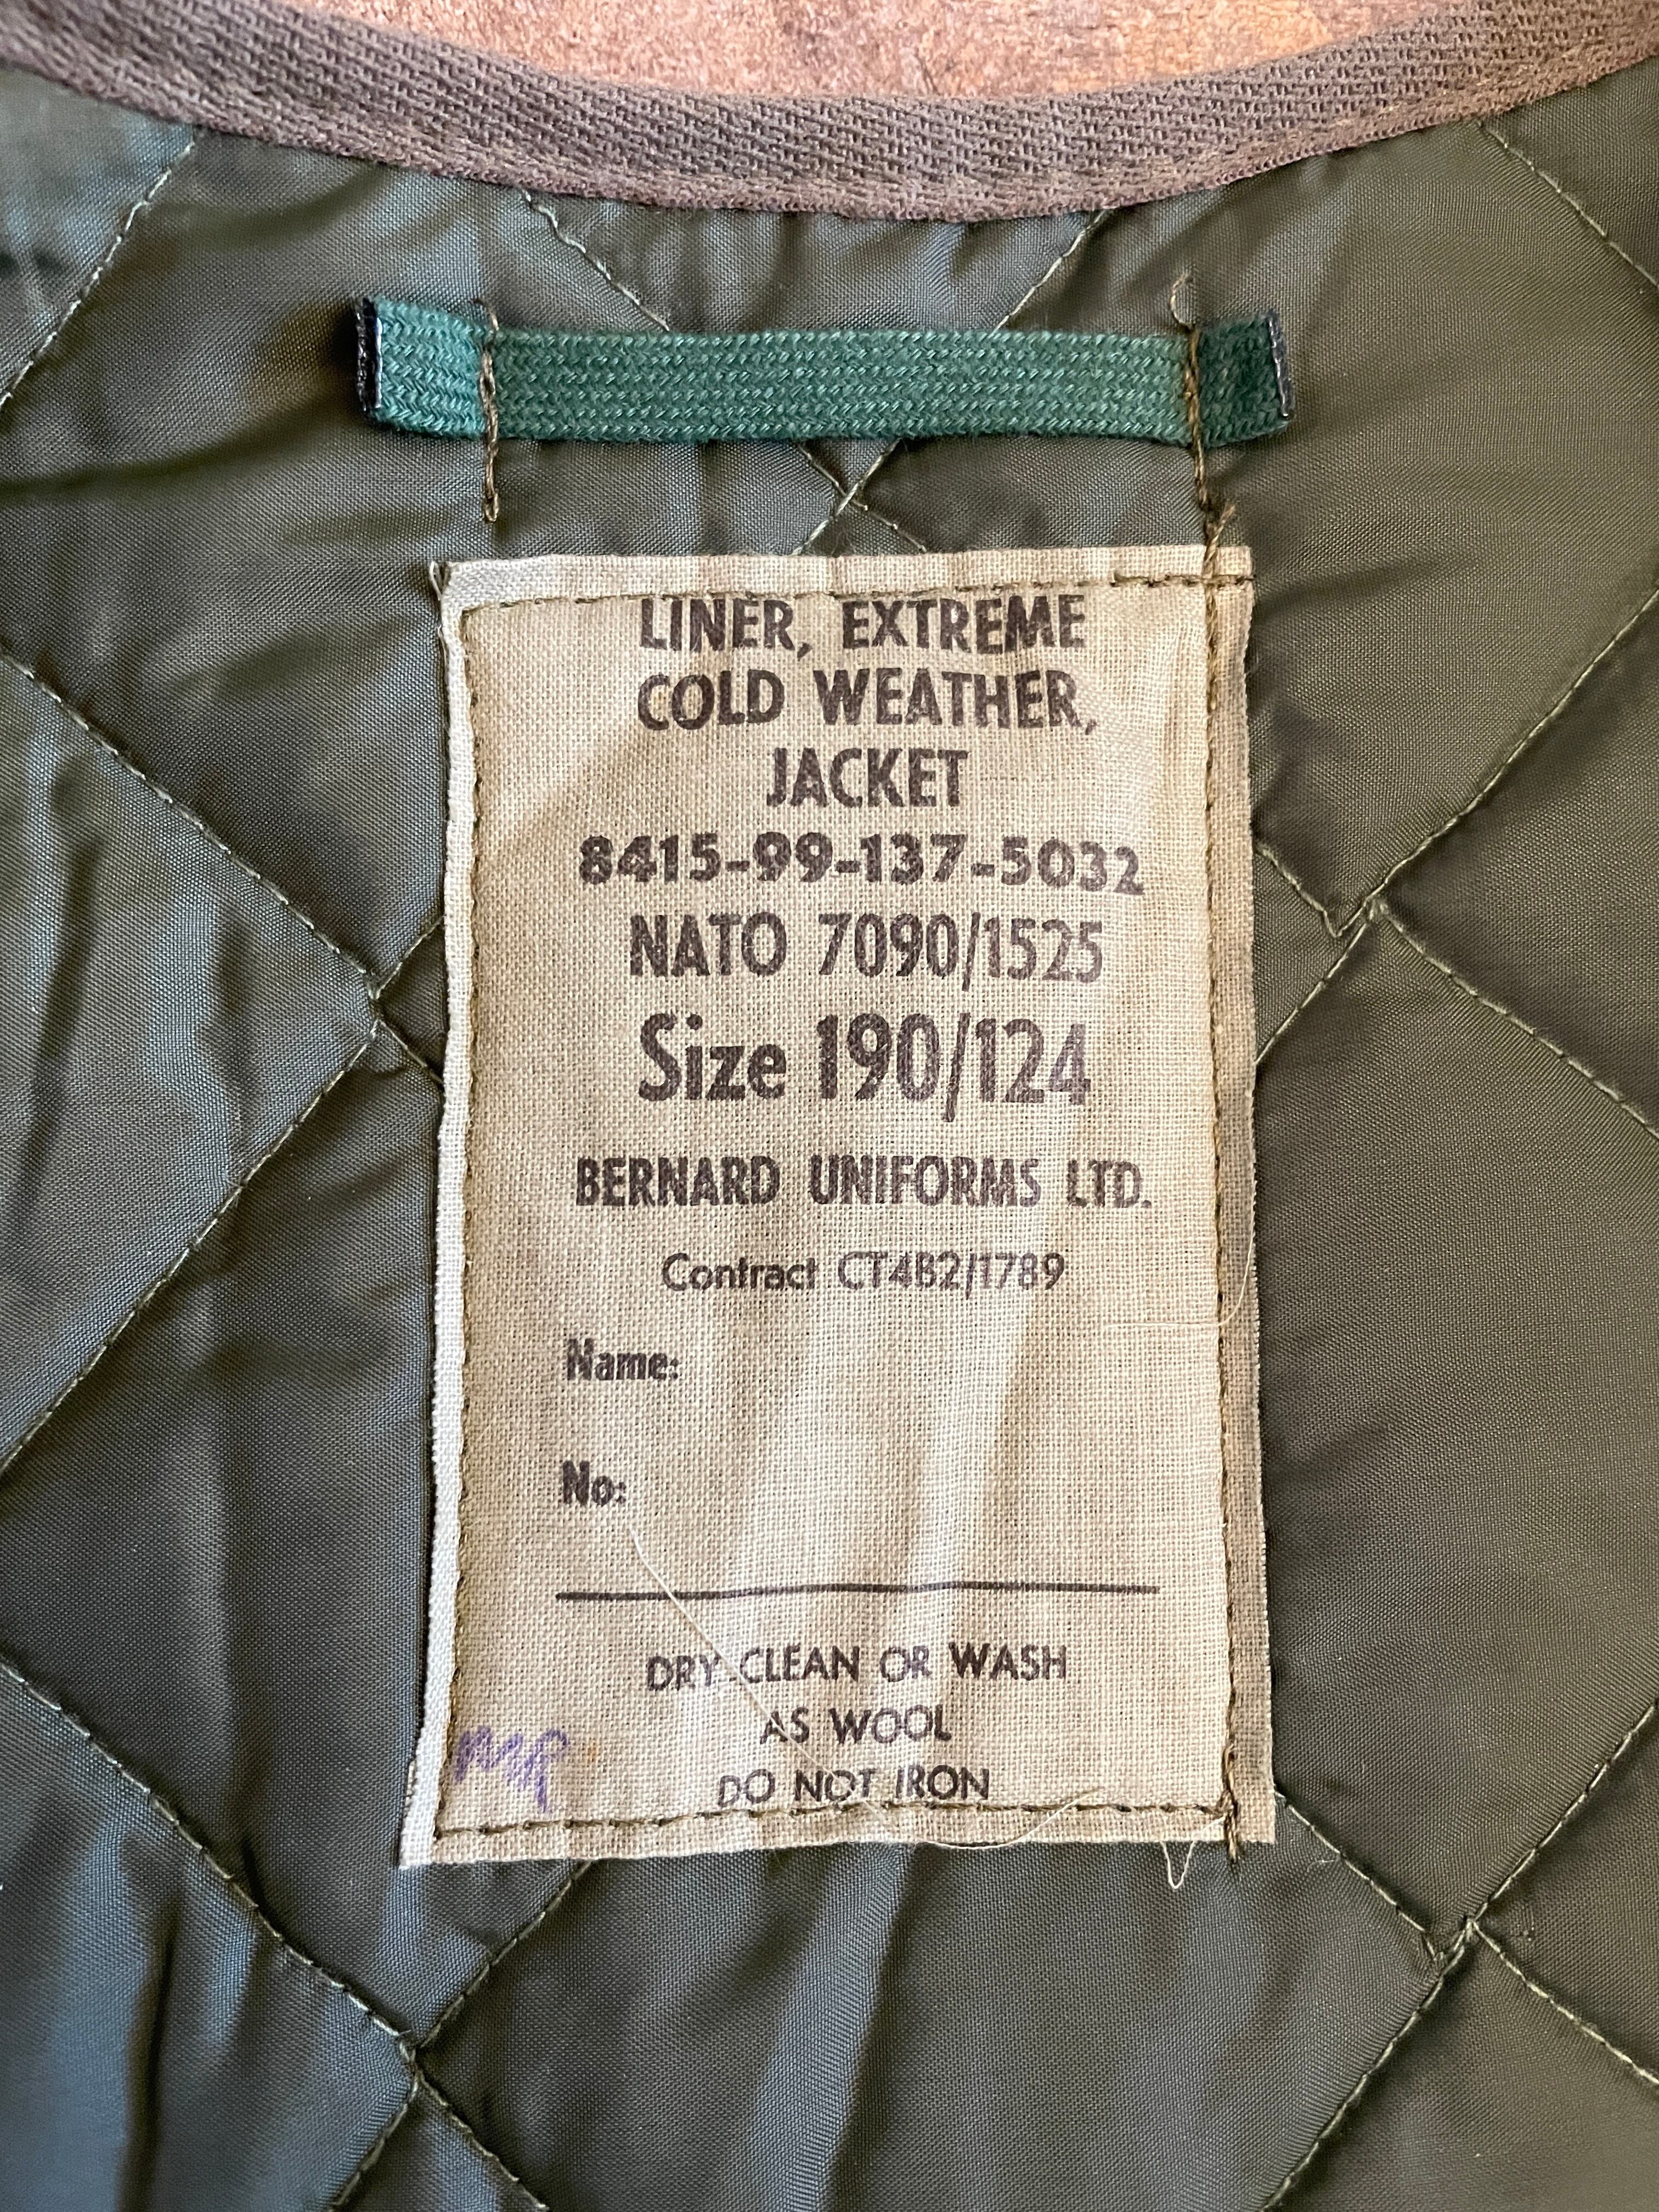 LINER, EXTREME
COLD WEATHER,
JACKET
8415-99-137-5032
NATO 7090/1525
Size 190/124
BERNARD UNIFORMS LTD.
Contract CT4B2/1789
Name:
No:
DRY CLEAN OR WASH
AS WOOL
DO NOT IRON